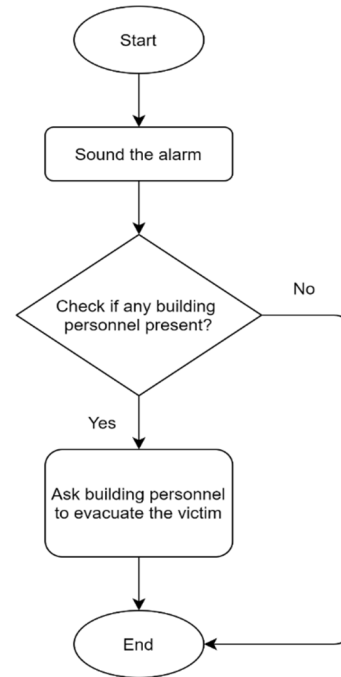 Start
Sound the alarm
Check if any building
personnel present?
No
Yes
Ask building personnel
to evacuate the victim
End